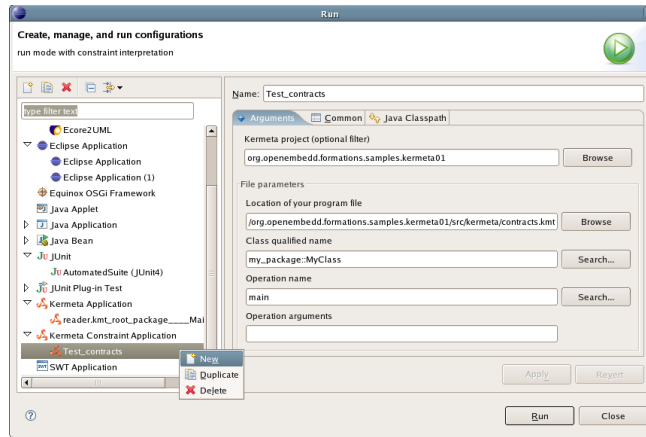 Run
Create, manage, and run configurations
run mode with constraint interpretation
type filter text
Ecore2UML
Eclipse Application
Eclipse Application
Eclipse Application (1)
Equinox OSGi Framework
Java Applet
Java Application
Java Bean
JUnit
AutomatedSuite (JUnit4)
JUnit Plug-in Test
Kermeta Application
reader.kmt_root_package____Mai
Kermeta Constraint Application
Test_contracts
SWT Application
New
Duplicate
Delete
Name: Test_contracts
Arguments Common Java Classpath
Kermeta project (optional filter)
org.openembedd.formations.samples.kermeta01 Browse
File parameters
Location of your program file
/org.openembedd.formations.samples.kermeta01/src/kermeta/contracts.kmt Browse
Class qualified name
my_package::MyClass Search...
Operation name
main Search...
Operation arguments
Apply Revert
Run Close